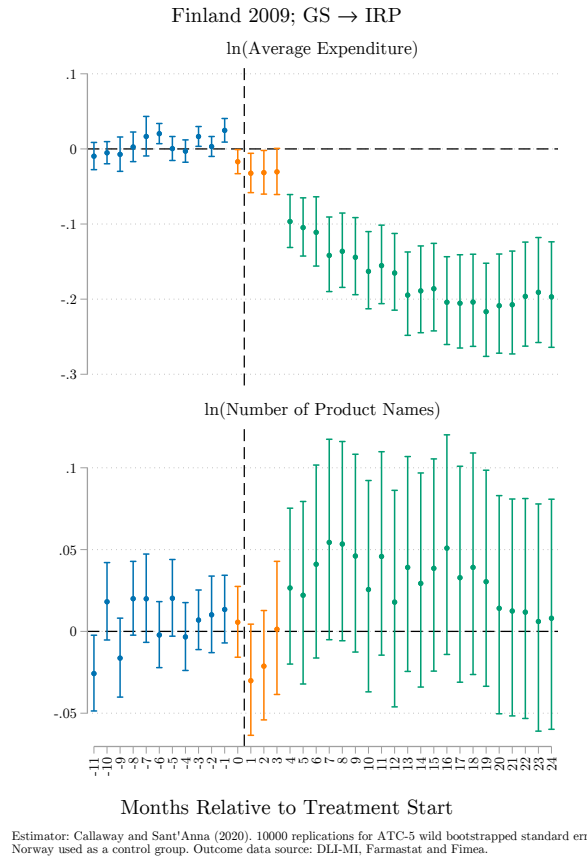 Finland 2009; GS → IRP
ln(Average Expenditure)
.1
0
-.1
-.2
-.3
ln(Number of Product Names)
.1
.05
0
-.05
-11 -10 -9 -8 -7 -6 -5 -4 -3 -2 -1 0 1 2 3 4 5 6 7 8 9 10 11 12 13 14 15 16 17 18 19 20 21 22 23 24
Months Relative to Treatment Start
Estimator: Callaway and Sant'Anna (2020). 10000 replications for ATC-5 wild bootstrapped standard err
Norway used as a control group. Outcome data source: DLI-MI, Farmastat and Fimea.